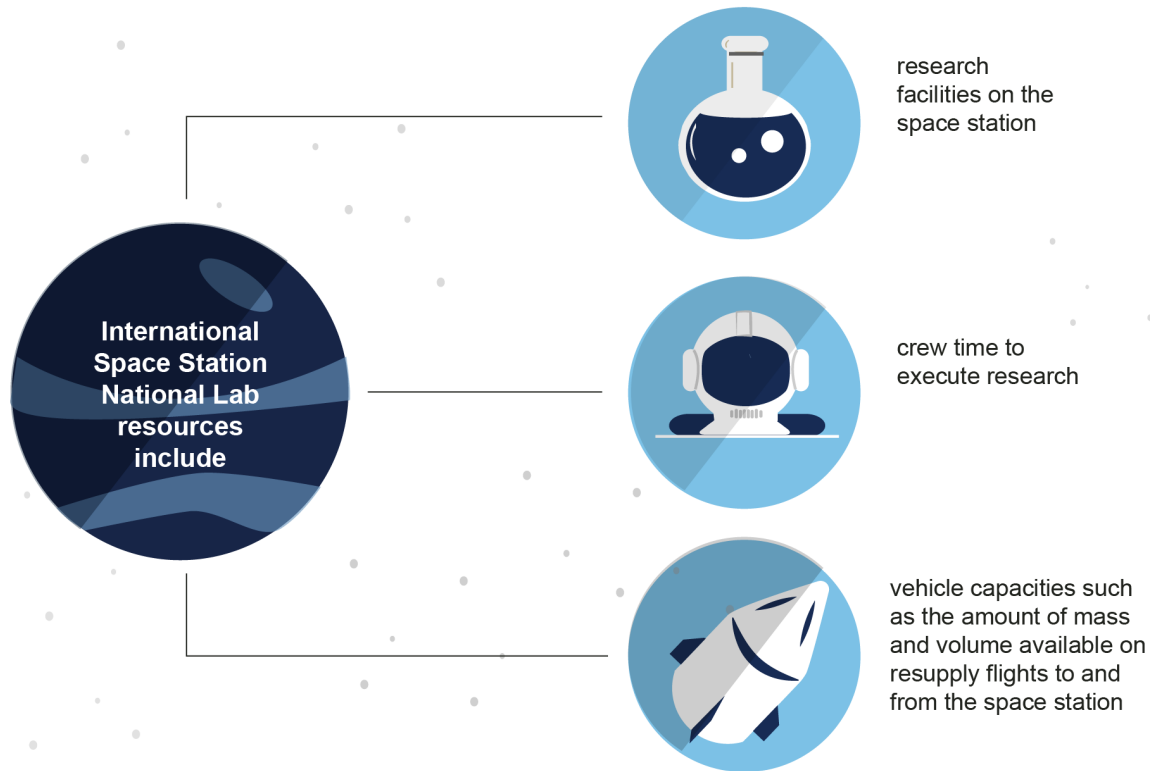 International
Space Station
National Lab
resources
include
research
facilities on the
space station
crew time to
execute research
vehicle capacities such
as the amount of mass
and volume available on
resupply flights to and
from the space station